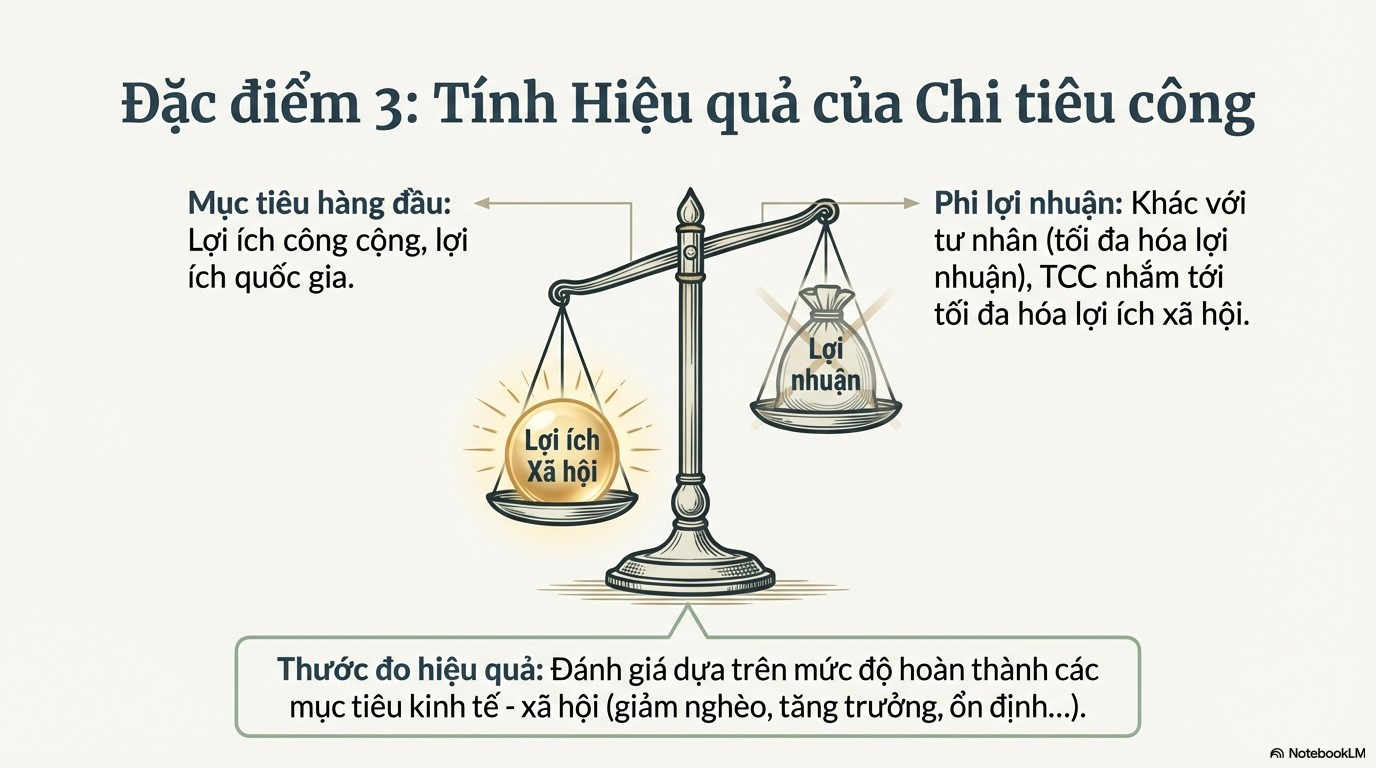 Đặc điểm 3: Tính Hiệu quả của Chi tiêu công
Mục tiêu hàng đầu:
Lợi ích công cộng, lợi
ích quốc gia.
Phi lợi nhuận: Khác với
tư nhân (tối đa hóa lợi
nhuận), TCC nhắm tới
tối đa hóa lợi ích xã hội.
Lợi
nhuận
Lợi ích
Xã hội
Thước đo hiệu quả: Đánh giá dựa trên mức độ hoàn thành các
mục tiêu kinh tế - xã hội (giảm nghèo, tăng trưởng, ổn định...).
NotebookLM